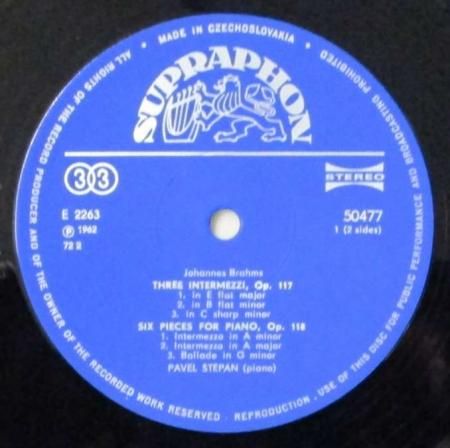 ALL RIGHTS OF THE RECORD PRODUCER AND OF THE OWNER OF THE RECORDED WORK RESERVED · REPRODUCTION, USE OF THIS DISC FOR PUBLIC PERFORMANCE AND BROADCASTING PROHIBITED
• MADE IN CZECHOSLOVAKIA •
SUPRAPHON
33
STEREO
E 2263
50477
Ⓟ 1962
1 (2 sides)
72 2
Johannes Brahms
THREE INTERMEZZI, Op. 117
1. in E flat major
2. in B flat minor
3. in C sharp minor
SIX PIECES FOR PIANO, Op. 118
1. Intermezzo in A minor
2. Intermezzo in A major
3. Ballade in G minor
PAVEL ŠTĚPÁN (piano)